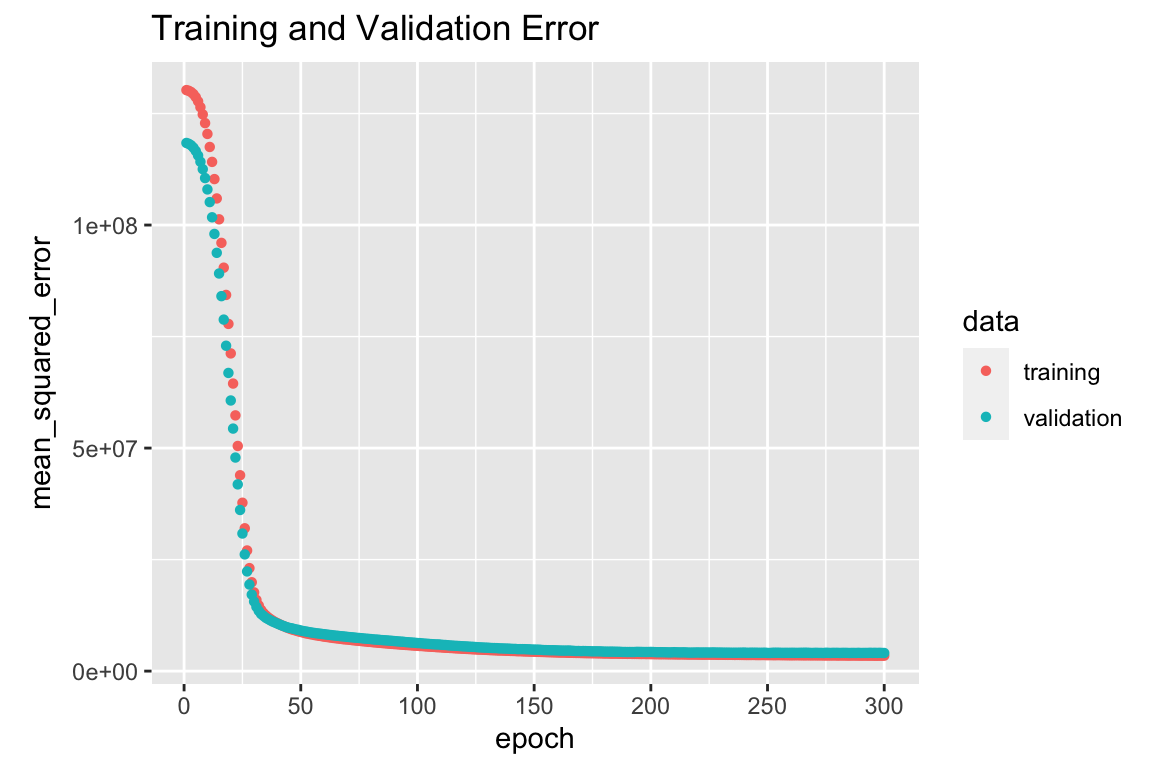 Training and Validation Error
mean_squared_error
1e+08
5e+07
0e+00
0 50 100 150 200 250 300
epoch
data
training
validation